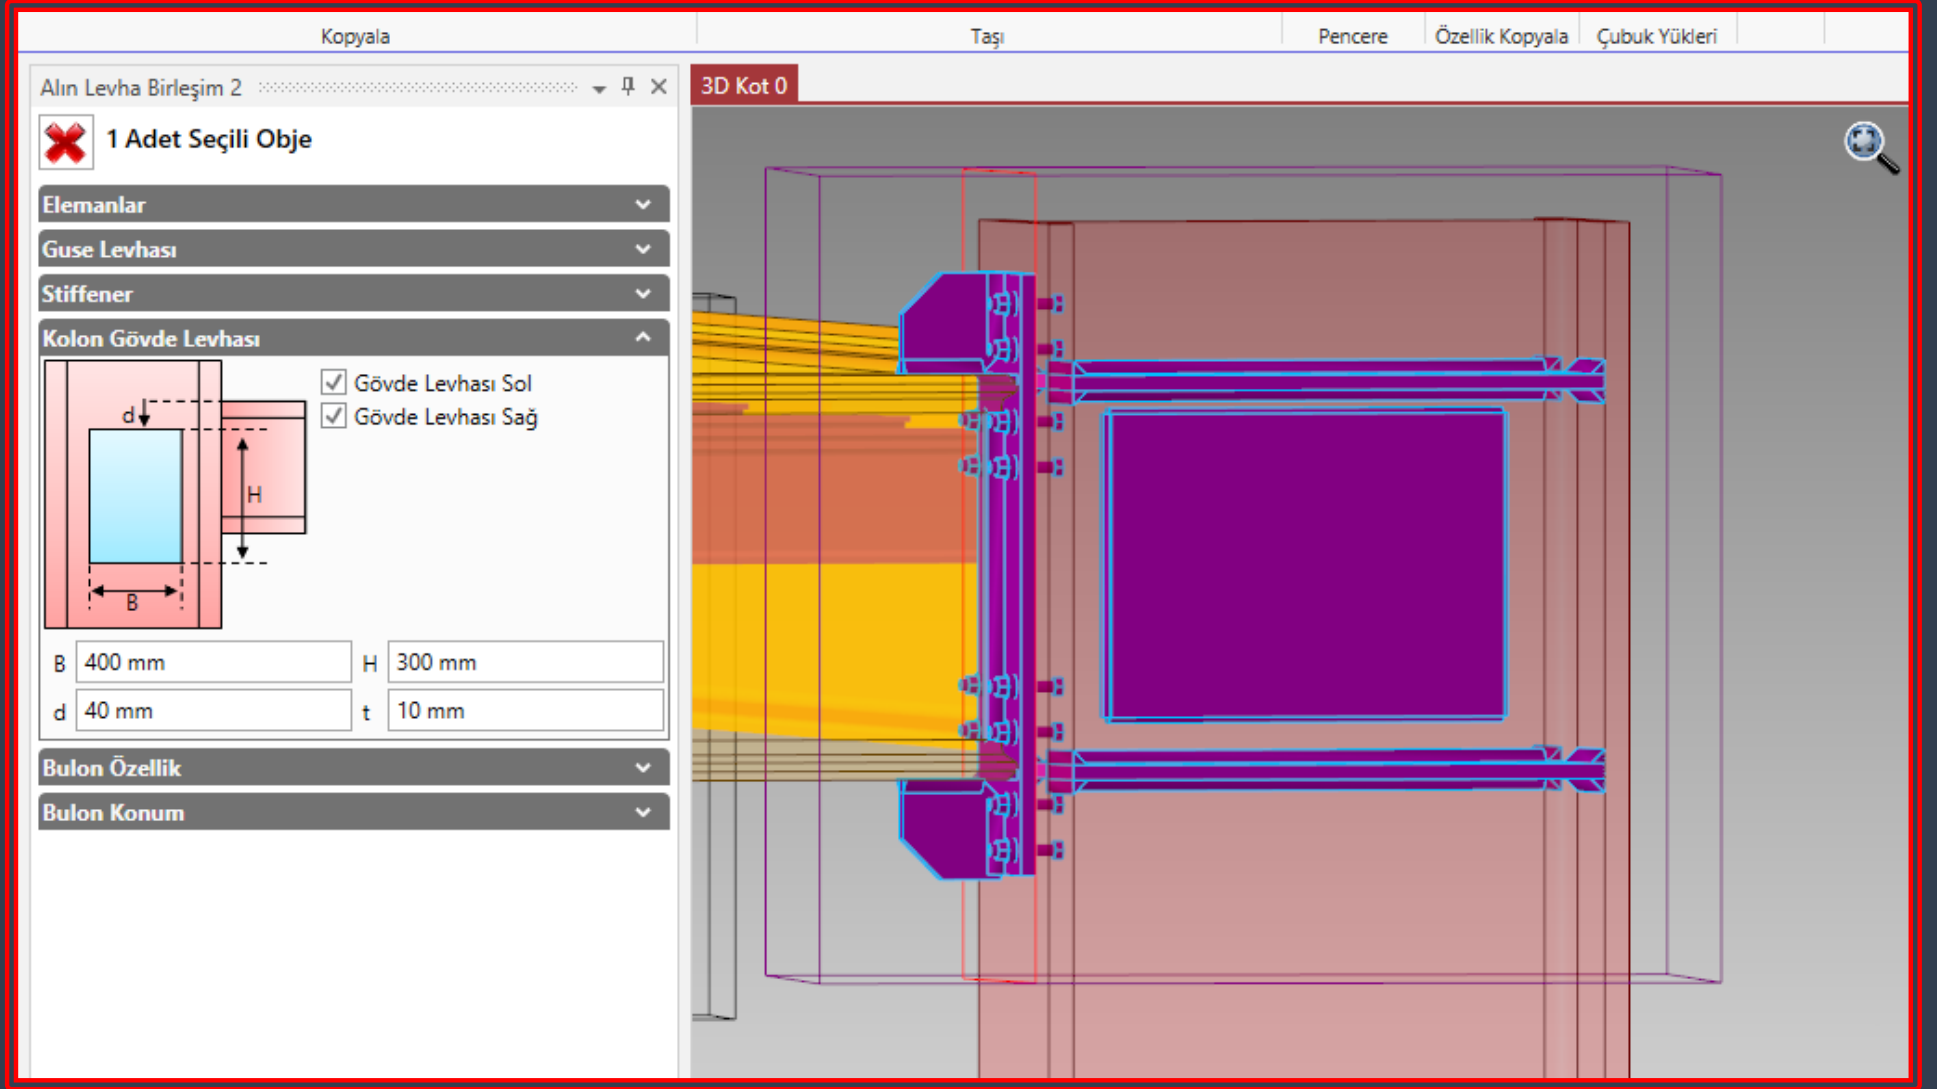 Kopyala
Taşı
Pencere
Özellik Kopyala
Çubuk Yükleri
Alın Levha Birleşim 2
3D Kot 0
1 Adet Seçili Obje
Elemanlar
Guse Levhası
Stiffener
Kolon Gövde Levhası
Gövde Levhası Sol
Gövde Levhası Sağ
d
H
B
B 400 mm H 300 mm
d 40 mm t 10 mm
Bulon Özellik
Bulon Konum